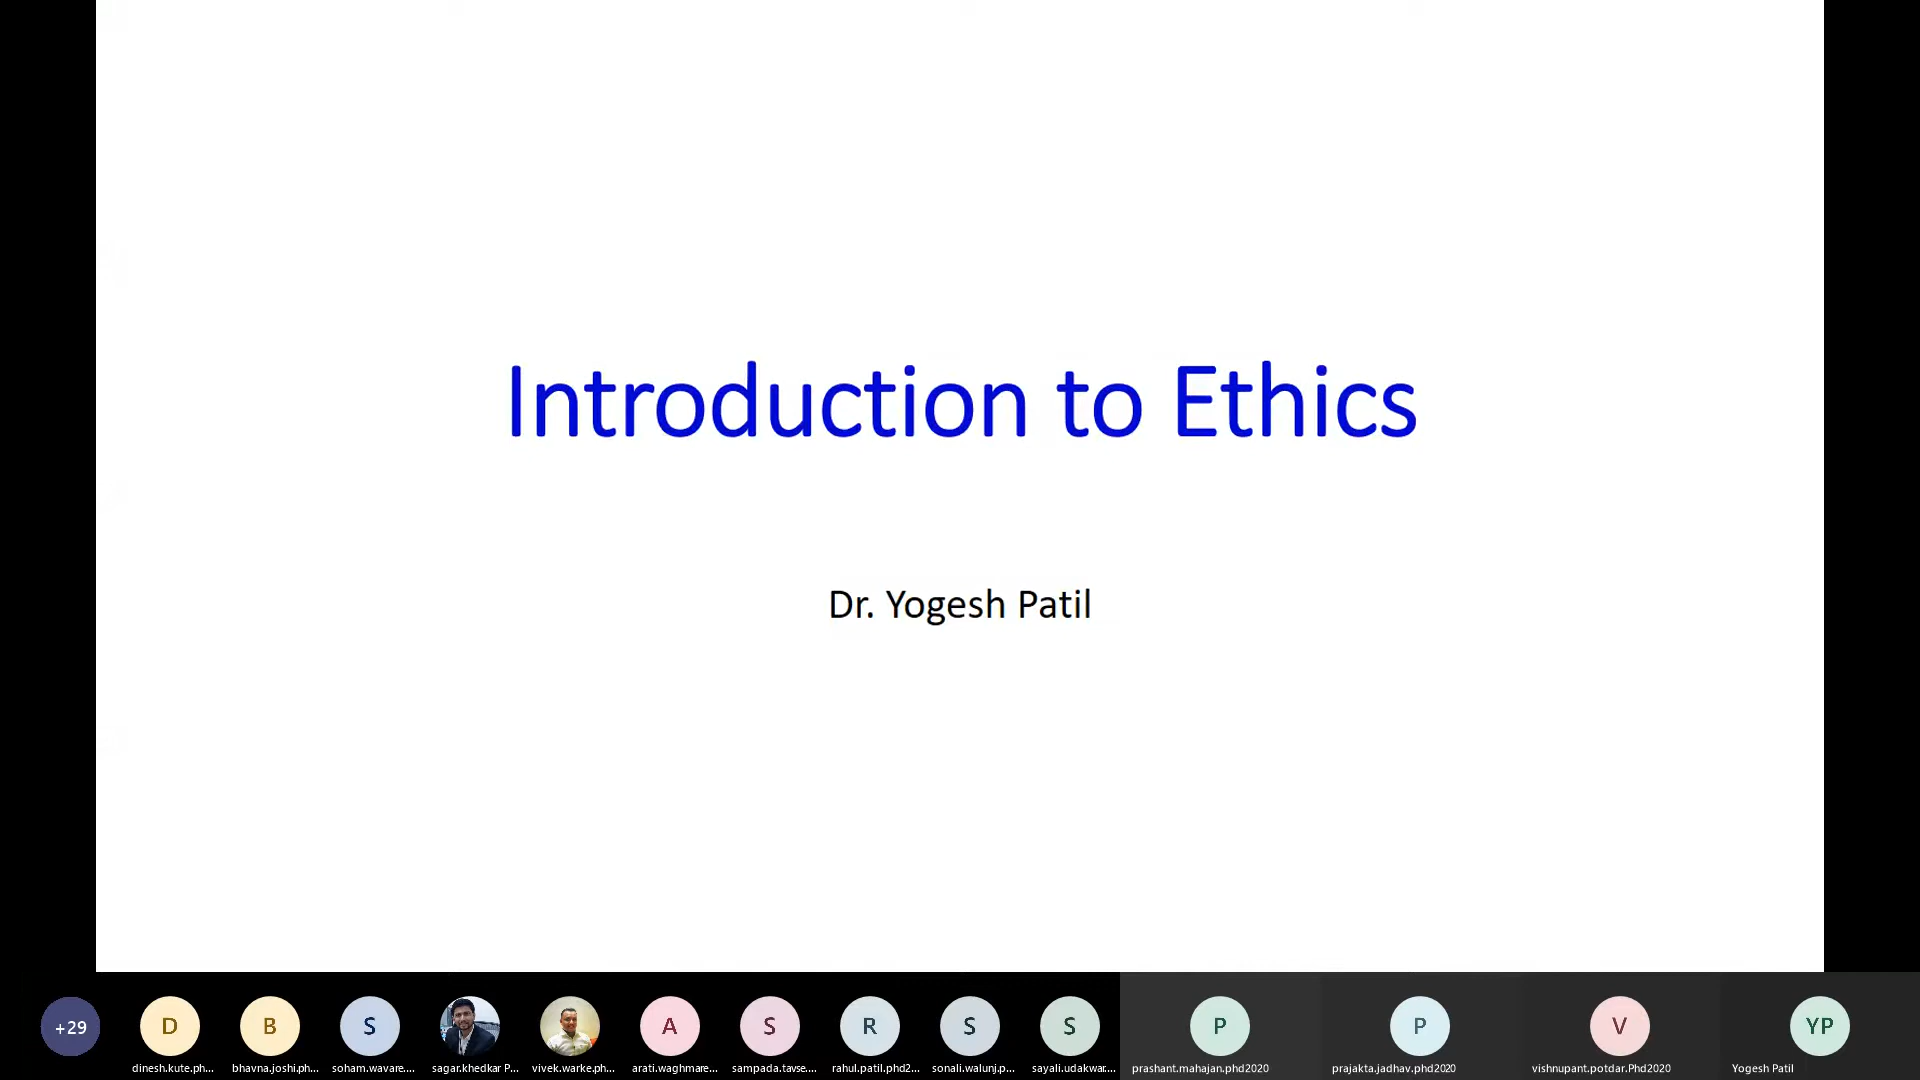 Introduction to Ethics
Dr. Yogesh Patil
+29
D
B
S
A
S
R
S
S
P
P
V
YP
dinesh.kute.ph...
bhavna.joshi.ph...
soham.wavare....
sagar.khedkar P...
vivek.warke.ph...
arati.waghmare...
sampada.tavse....
rahul.patil.phd2...
sonali.walunj.p...
sayali.udakwar....
prashant.mahajan.phd2020
prajakta.jadhav.phd2020
vishnupant.potdar.Phd2020
Yogesh Patil